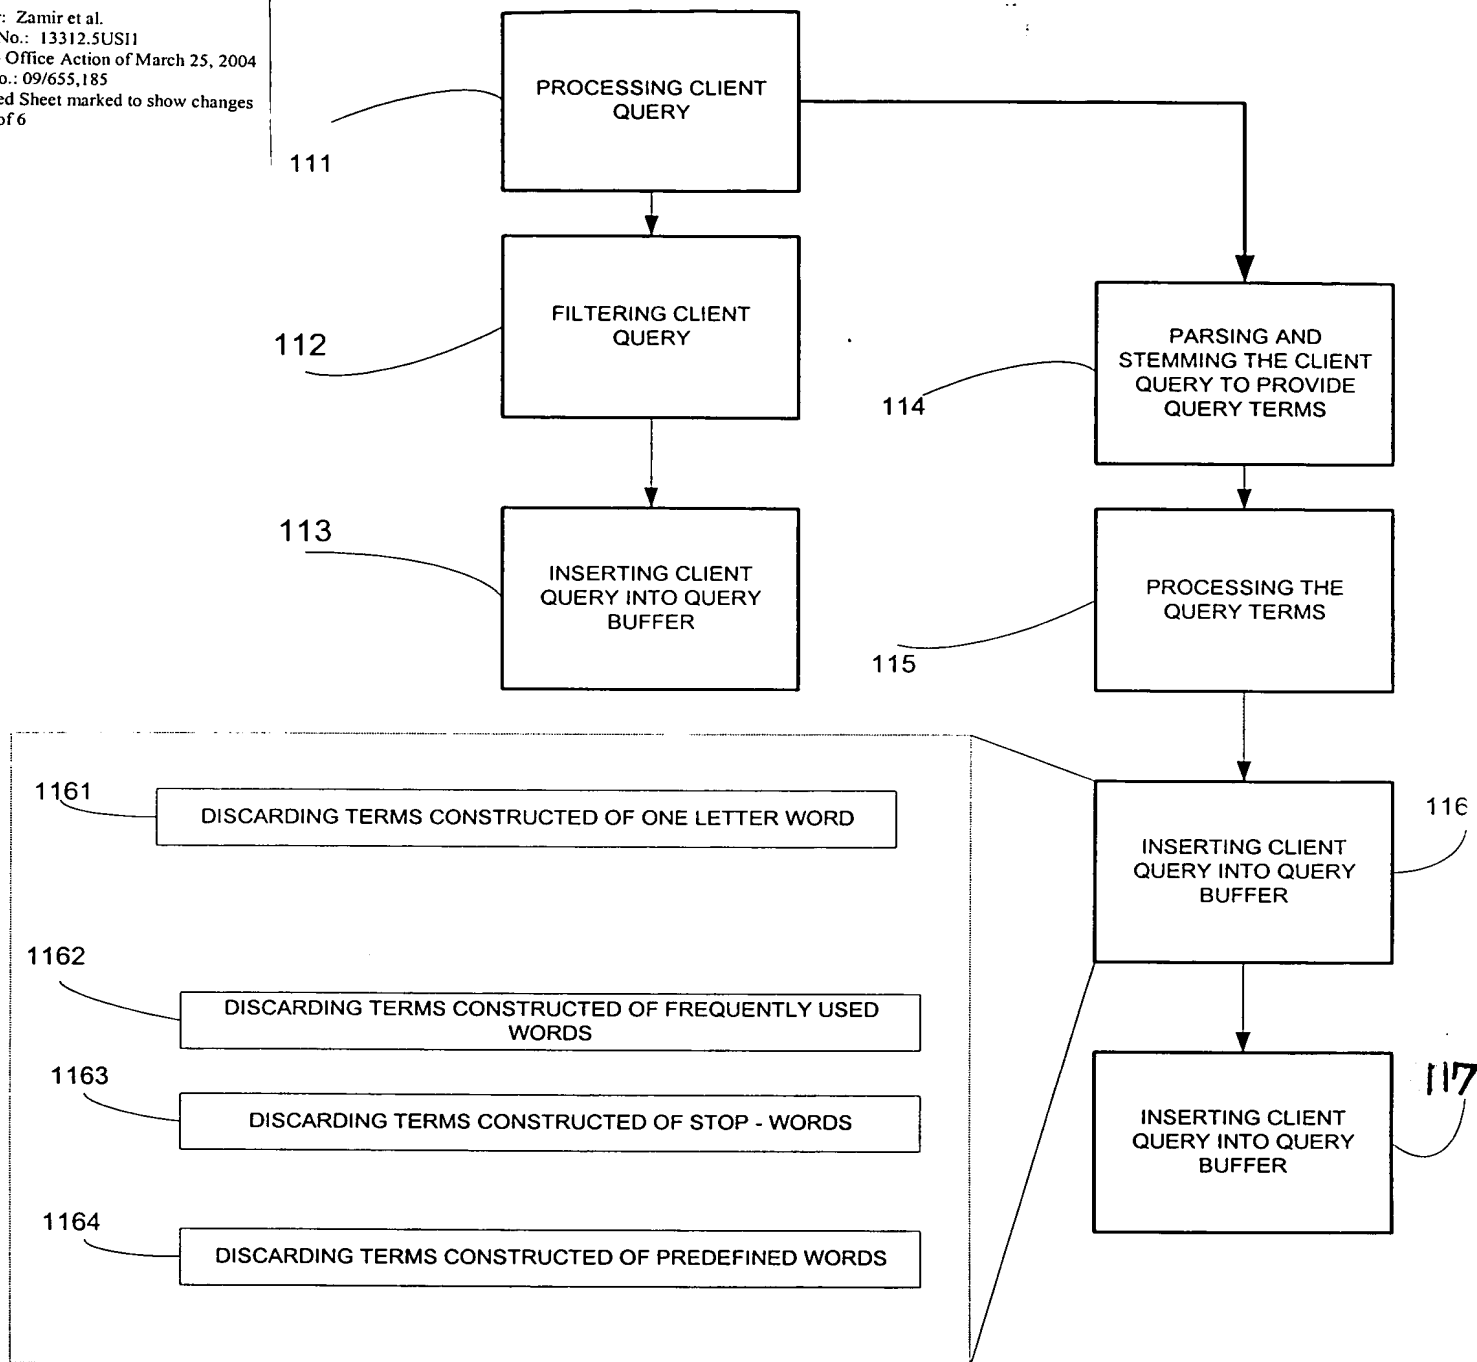 : Zamir et al.
No.: 13312.5USI1
Office Action of March 25, 2004
o.: 09/655,185
ed Sheet marked to show changes
of 6
PROCESSING CLIENT
QUERY
111
FILTERING CLIENT
QUERY
112
PARSING AND
STEMMING THE CLIENT
QUERY TO PROVIDE
QUERY TERMS
114
113
INSERTING CLIENT
QUERY INTO QUERY
BUFFER
PROCESSING THE
QUERY TERMS
115
1161
DISCARDING TERMS CONSTRUCTED OF ONE LETTER WORD
116
INSERTING CLIENT
QUERY INTO QUERY
BUFFER
1162
DISCARDING TERMS CONSTRUCTED OF FREQUENTLY USED
WORDS
1163
DISCARDING TERMS CONSTRUCTED OF STOP - WORDS
117
INSERTING CLIENT
QUERY INTO QUERY
BUFFER
1164
DISCARDING TERMS CONSTRUCTED OF PREDEFINED WORDS